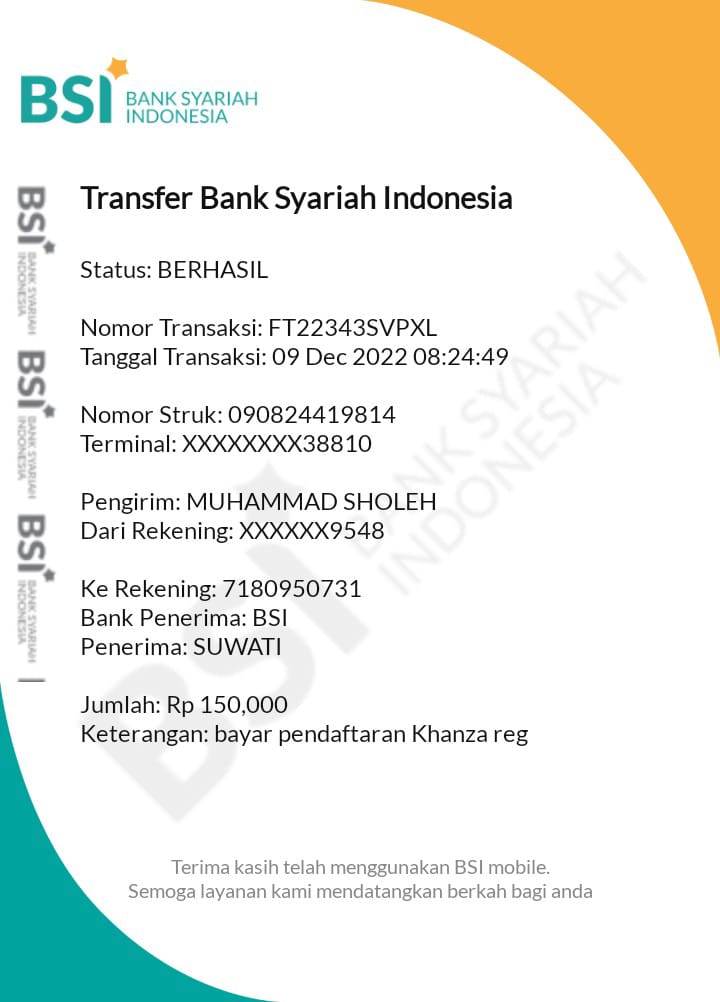 BSI BANK SYARIAH
INDONESIA
Transfer Bank Syariah Indonesia
Status: BERHASIL
Nomor Transaksi: FT22343SVPXL
Tanggal Transaksi: 09 Dec 2022 08:24:49
Nomor Struk: 090824419814
Terminal: XXXXXXXX38810
Pengirim: MUHAMMAD SHOLEH
Dari Rekening: XXXXXX9548
Ke Rekening: 7180950731
Bank Penerima: BSI
Penerima: SUWATI
Jumlah: Rp 150,000
Keterangan: bayar pendaftaran Khanza reg
Terima kasih telah menggunakan BSI mobile.
Semoga layanan kami mendatangkan berkah bagi anda
BSI BANK SYARIAH
INDONESIA
BSI BANK SYARIAH
INDONESIA
BSI BANK SYARIAH
INDONESIA
BSI BANK SYARIAH
INDONESIA